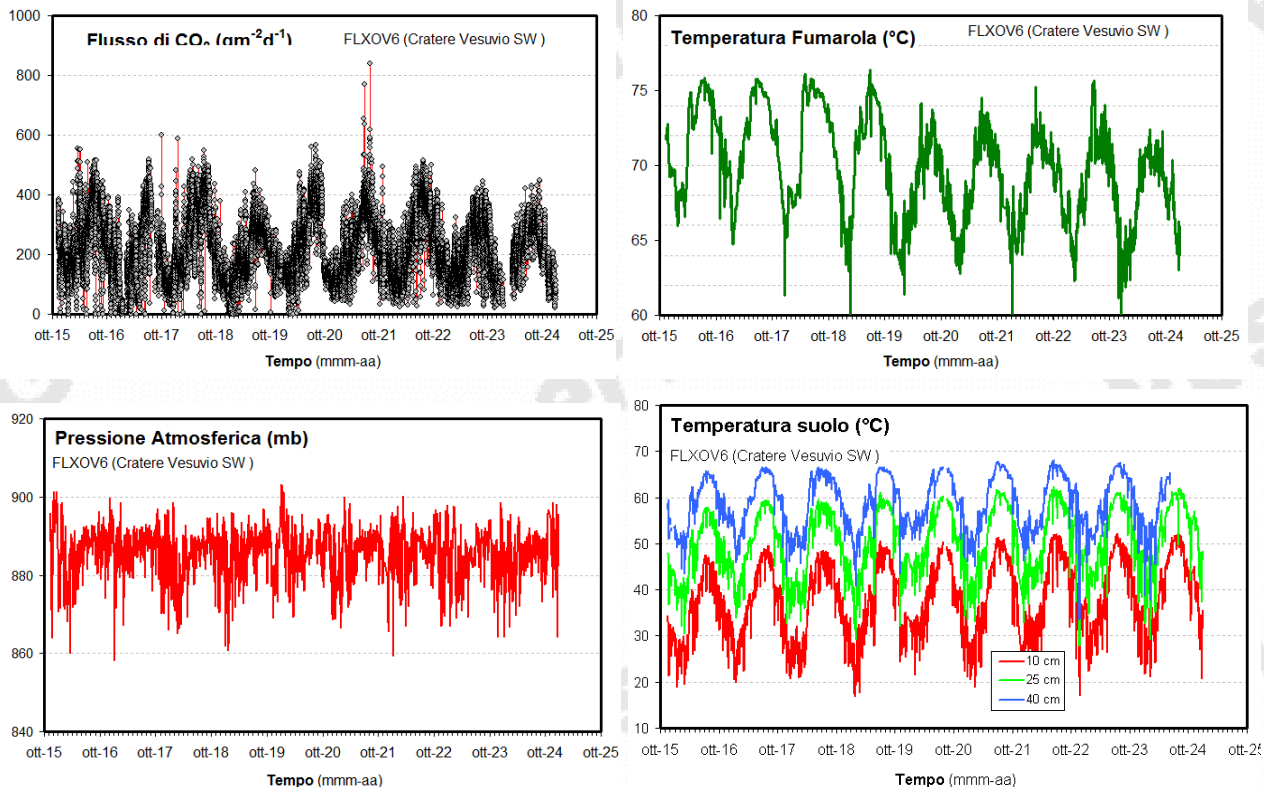 Flusso di CO₂ (gm⁻²d⁻¹)
FLXOV6 (Cratere Vesuvio SW )
1000
800
600
400
200
0
ott-15 ott-16 ott-17 ott-18 ott-19 ott-20 ott-21 ott-22 ott-23 ott-24 ott-25
Tempo (mmm-aa)
Temperatura Fumarola (°C)
FLXOV6 (Cratere Vesuvio SW )
80
75
70
65
60
ott-15 ott-16 ott-17 ott-18 ott-19 ott-20 ott-21 ott-22 ott-23 ott-24 ott-25
Tempo (mmm-aa)
Pressione Atmosferica (mb)
FLXOV6 (Cratere Vesuvio SW )
920
900
880
860
840
ott-15 ott-16 ott-17 ott-18 ott-19 ott-20 ott-21 ott-22 ott-23 ott-24 ott-25
Tempo (mmm-aa)
Temperatura suolo (°C)
FLXOV6 (Cratere Vesuvio SW )
80
70
60
50
40
30
20
10
10 cm
25 cm
40 cm
ott-15 ott-16 ott-17 ott-18 ott-19 ott-20 ott-21 ott-22 ott-23 ott-24 ott-25
Tempo (mmm-aa)